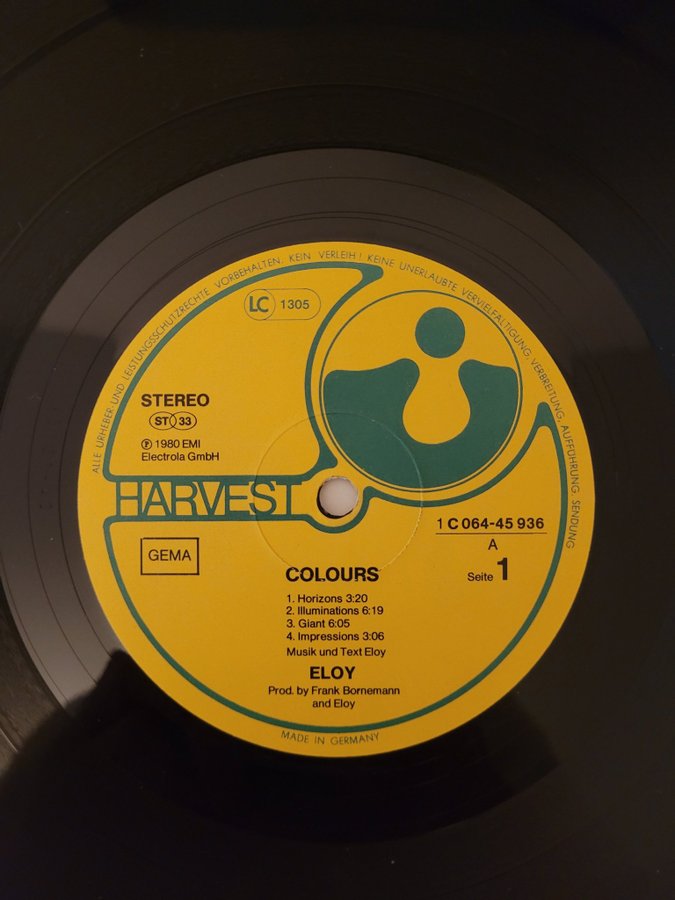 ALLE URHEBER-UND LEISTUNGSSCHUTZRECHTE VORBEHALTEN. KEIN VERLEIH! KEINE UNERLAUBTE VERVIELFÄLTIGUNG, VERBREITUNG, AUFFÜHRUNG, SENDUNG
LC 1305
STEREO
ST 33
℗ 1980 EMI
Electrola GmbH
HARVEST
1 C 064-45 936
A
Seite 1
GEMA
COLOURS
1. Horizons 3:20
2. Illuminations 6:19
3. Giant 6:05
4. Impressions 3:06
Musik und Text Eloy
ELOY
Prod. by Frank Bornemann
and Eloy
MADE IN GERMANY